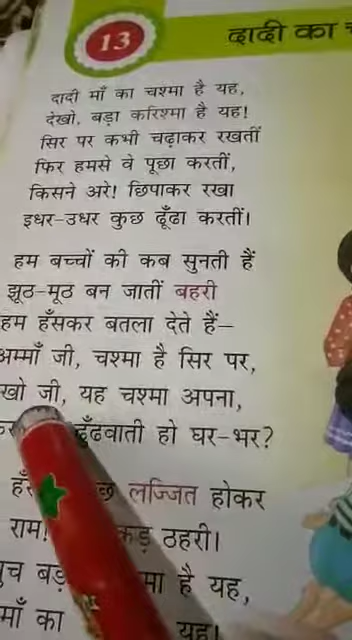 13
दादी का
दादी माँ का चश्मा है यह,
देखो, बड़ा करिश्मा है यह!
सिर पर कभी चढ़ाकर रखतीं
फिर हमसे वे पूछा करतीं,
किसने अरे! छिपाकर रखा
इधर-उधर कुछ ढूँढा करतीं।
हम बच्चों की कब सुनती हैं
झूठ-मूठ बन जातीं बहरी
हम हँसकर बतला देते हैं–
अम्माँ जी, चश्मा है सिर पर,
खो जी, यह चश्मा अपना,
ढुँढवाती हो घर-भर?
लज्जित होकर
राम! ठहरी।
बड़ है यह,
माँ का यह!